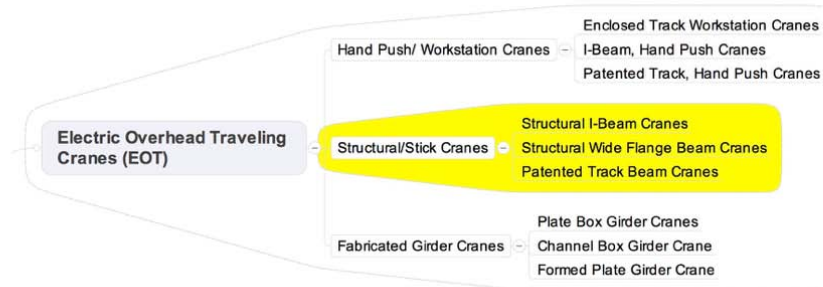 Electric Overhead Traveling
Cranes (EOT)
Hand Push/ Workstation Cranes
Enclosed Track Workstation Cranes
I-Beam, Hand Push Cranes
Patented Track, Hand Push Cranes
Structural/Stick Cranes
Structural I-Beam Cranes
Structural Wide Flange Beam Cranes
Patented Track Beam Cranes
Fabricated Girder Cranes
Plate Box Girder Cranes
Channel Box Girder Crane
Formed Plate Girder Crane